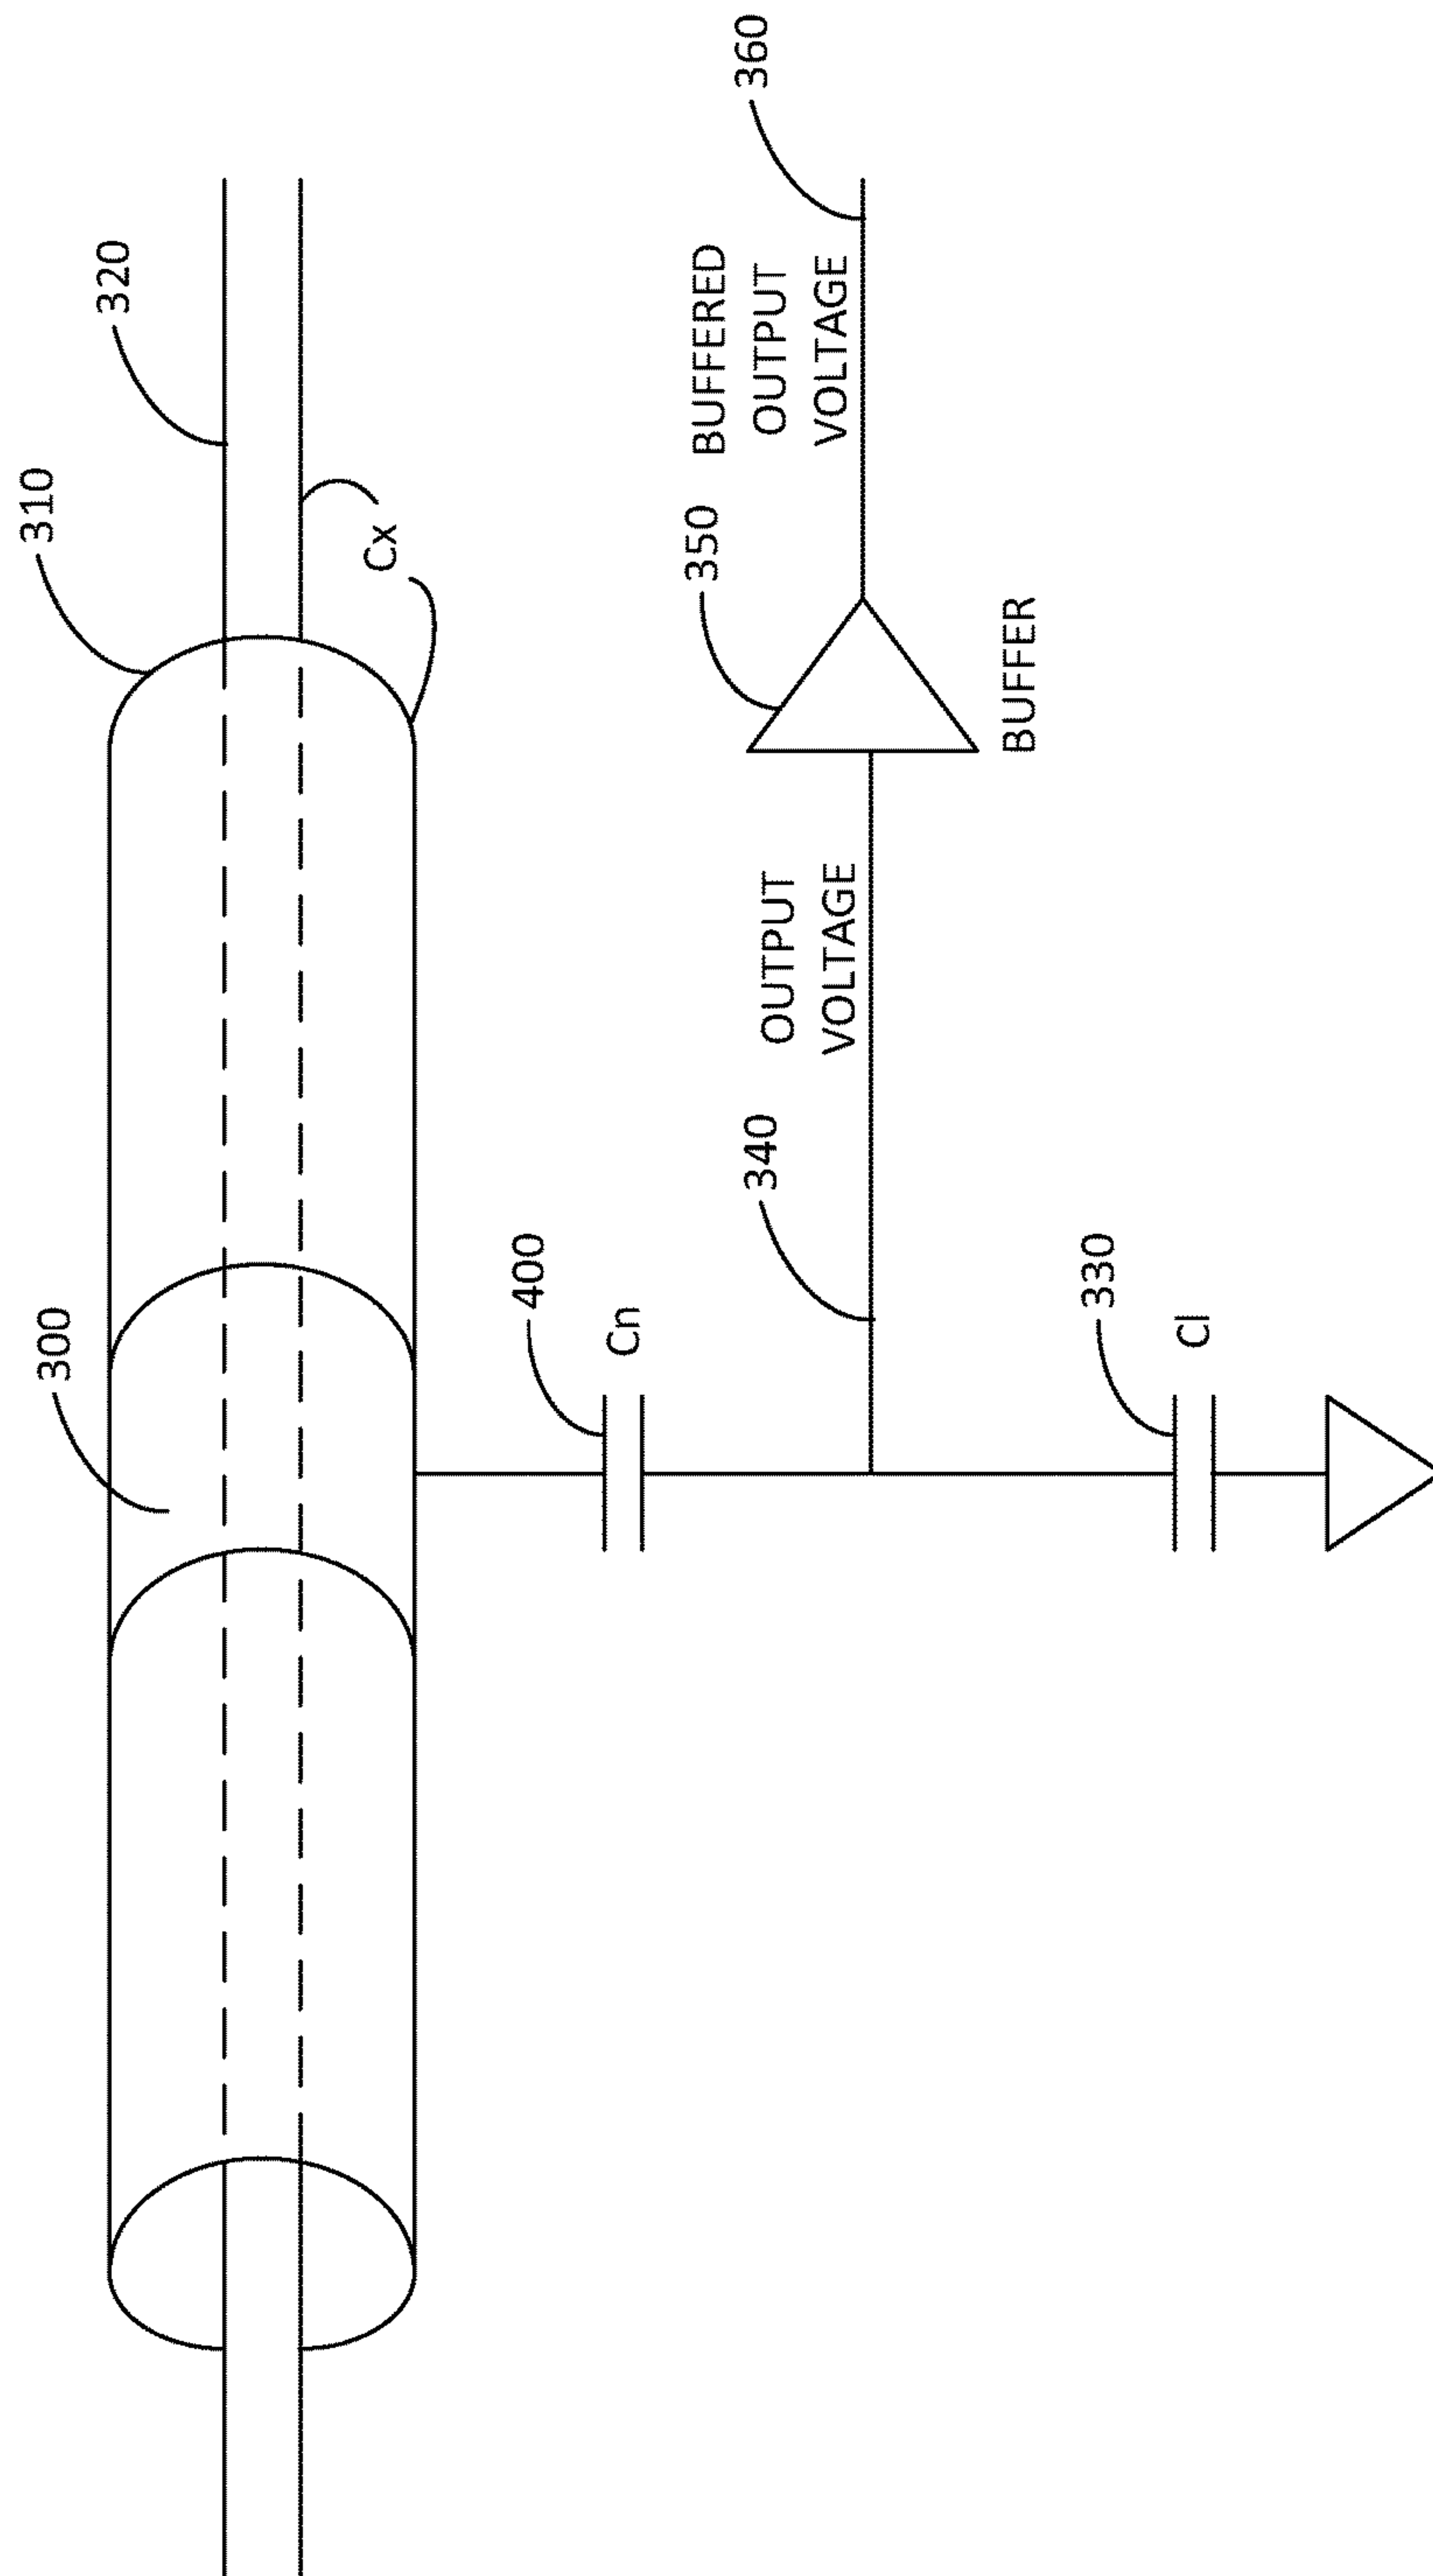 300
310
320
Cx
400
Cn
340
OUTPUT
VOLTAGE
350
BUFFER
BUFFERED
OUTPUT
VOLTAGE
360
330
Cl